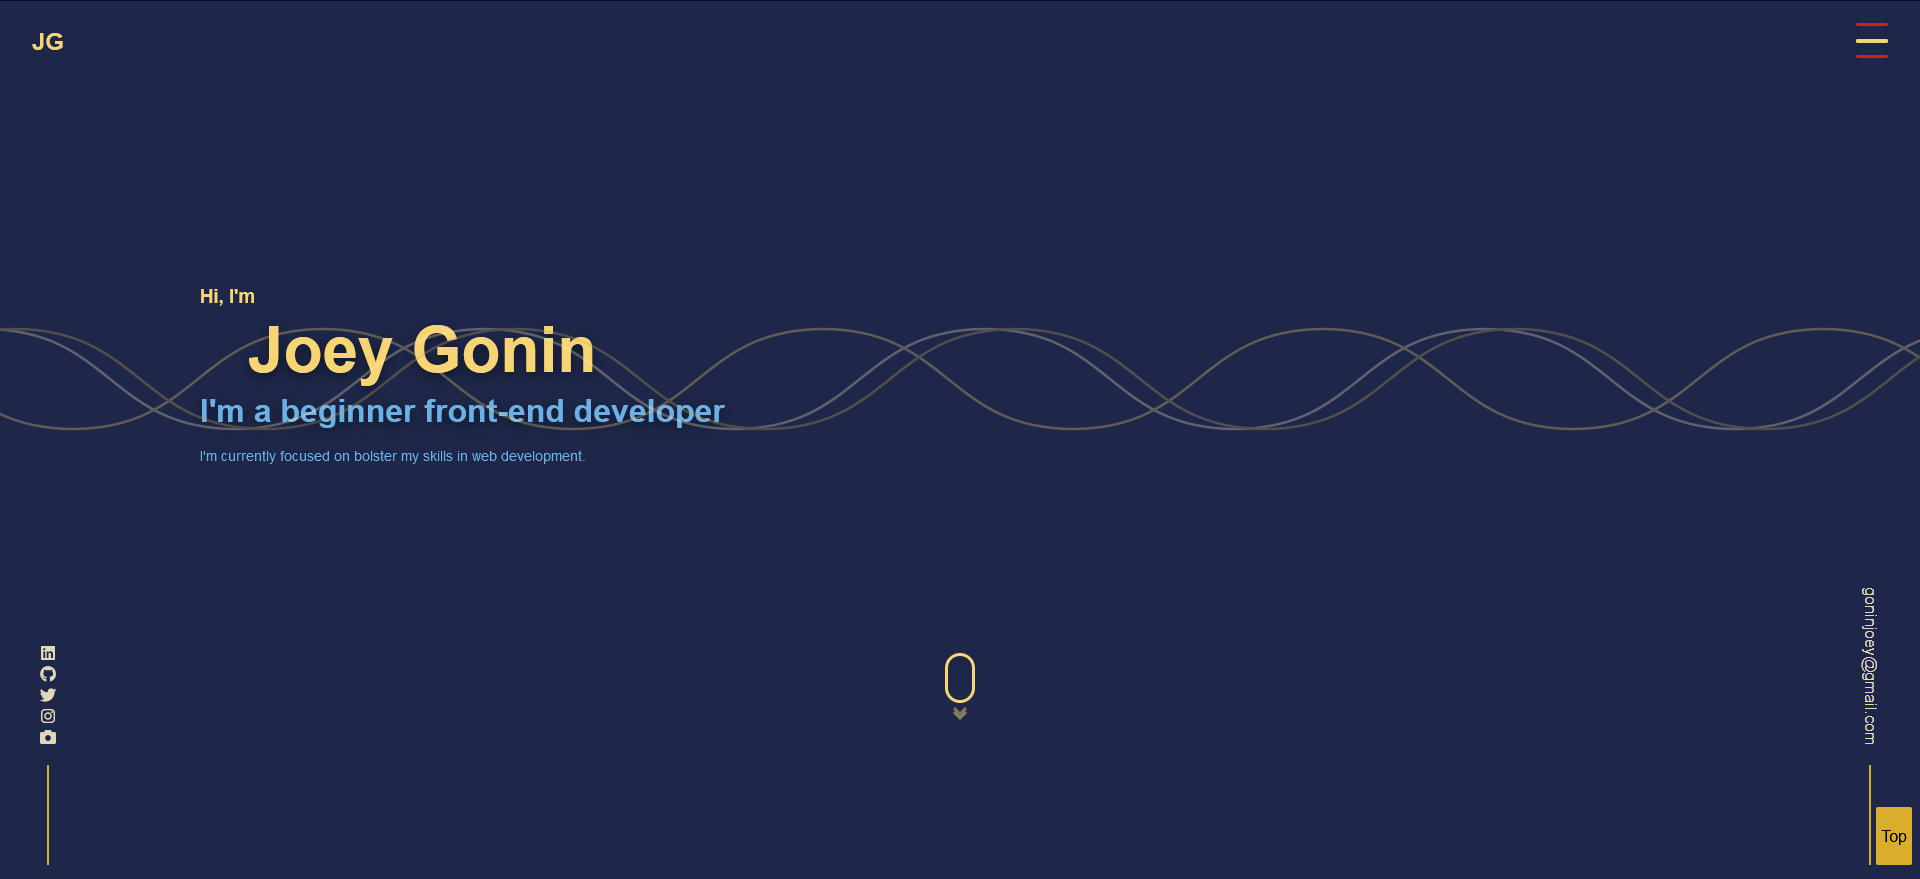 JG
Hi, I'm
Joey Gonin
I'm a beginner front-end developer
I'm currently focused on bolster my skills in web development.
goninjoey@gmail.com
Top